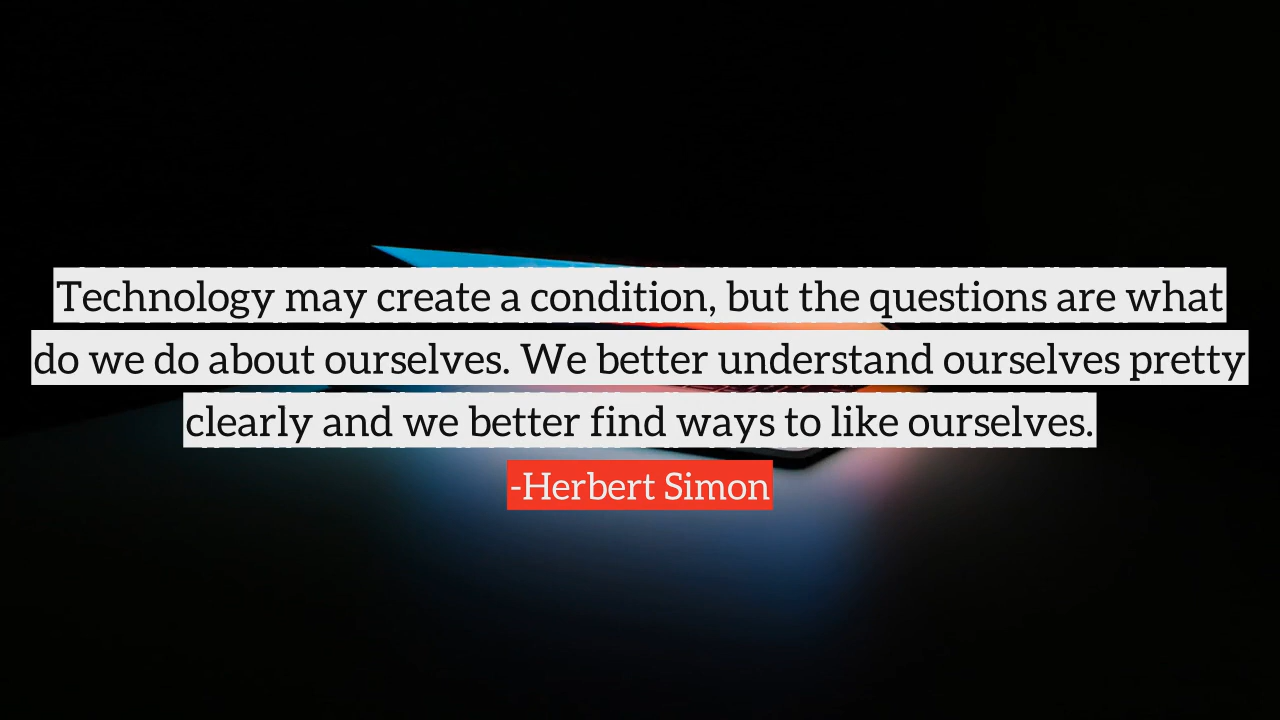 Technology may create a condition, but the questions are what
do we do about ourselves. We better understand ourselves pretty
clearly and we better find ways to like ourselves.
-Herbert Simon